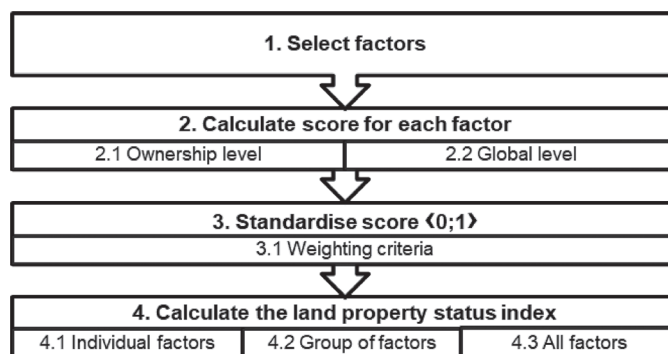 1. Select factors
2. Calculate score for each factor
2.1 Ownership level
2.2 Global level
3. Standardise score ⟨0;1⟩
3.1 Weighting criteria
4. Calculate the land property status index
4.1 Individual factors
4.2 Group of factors
4.3 All factors